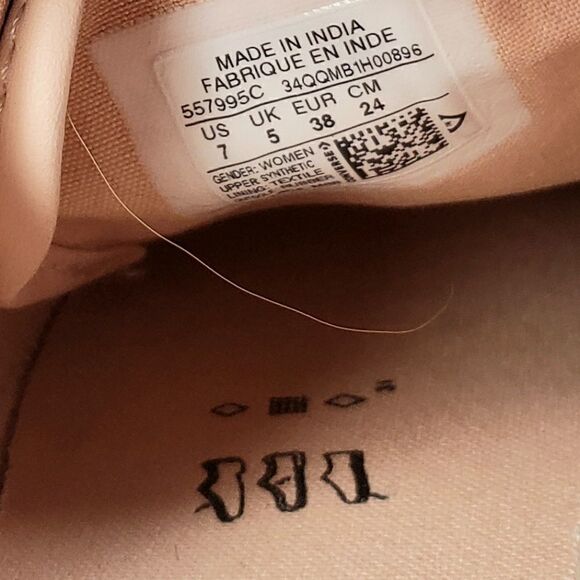 MADE IN INDIA
FABRIQUE EN INDE
557995C 34QQMB1H00896
US UK EUR CM
7 5 38 24
GENDER: WOMEN
UPPER SYNTHETIC
LINING: TEXTILE
CONVERSE